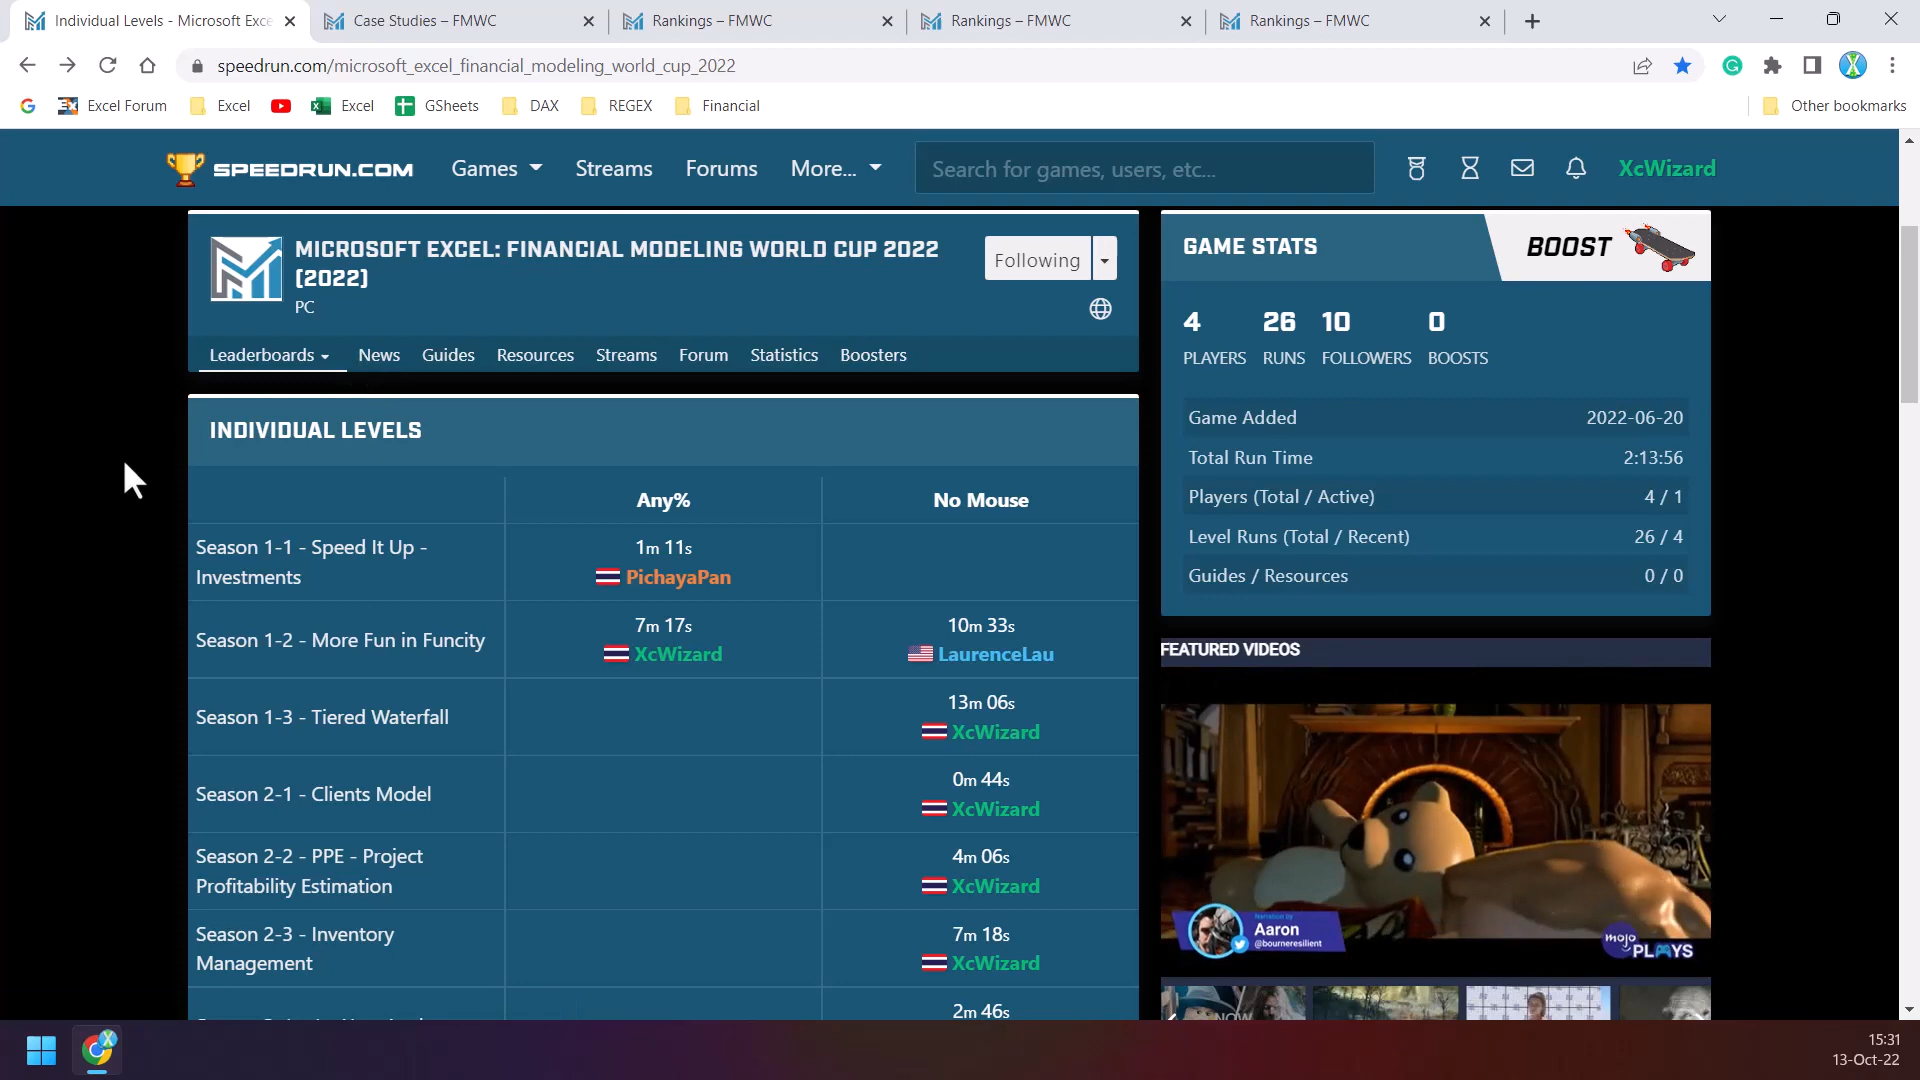 Individual Levels - Microsoft Exce
Case Studies – FMWC
Rankings – FMWC
Rankings – FMWC
Rankings – FMWC
speedrun.com/microsoft_excel_financial_modeling_world_cup_2022
Excel Forum
Excel
Excel
GSheets
DAX
REGEX
Financial
Other bookmarks
SPEEDRUN.COM
Games
Streams
Forums
More...
Search for games, users, etc...
XcWizard
MICROSOFT EXCEL: FINANCIAL MODELING WORLD CUP 2022
(2022)
PC
Following
Leaderboards
News
Guides
Resources
Streams
Forum
Statistics
Boosters
INDIVIDUAL LEVELS
Any%
No Mouse
Season 1-1 - Speed It Up -
Investments
1m 11s
PichayaPan
Season 1-2 - More Fun in Funcity
7m 17s
XcWizard
10m 33s
LaurenceLau
Season 1-3 - Tiered Waterfall
13m 06s
XcWizard
Season 2-1 - Clients Model
0m 44s
XcWizard
Season 2-2 - PPE - Project
Profitability Estimation
4m 06s
XcWizard
Season 2-3 - Inventory
Management
7m 18s
XcWizard
2m 46s
GAME STATS
BOOST
4
PLAYERS
26
RUNS
10
FOLLOWERS
0
BOOSTS
Game Added
2022-06-20
Total Run Time
2:13:56
Players (Total / Active)
4 / 1
Level Runs (Total / Recent)
26 / 4
Guides / Resources
0 / 0
FEATURED VIDEOS
Narration by
Aaron
@bourneresilient
mojo
PLAYS
NOW
15:31
13-Oct-22